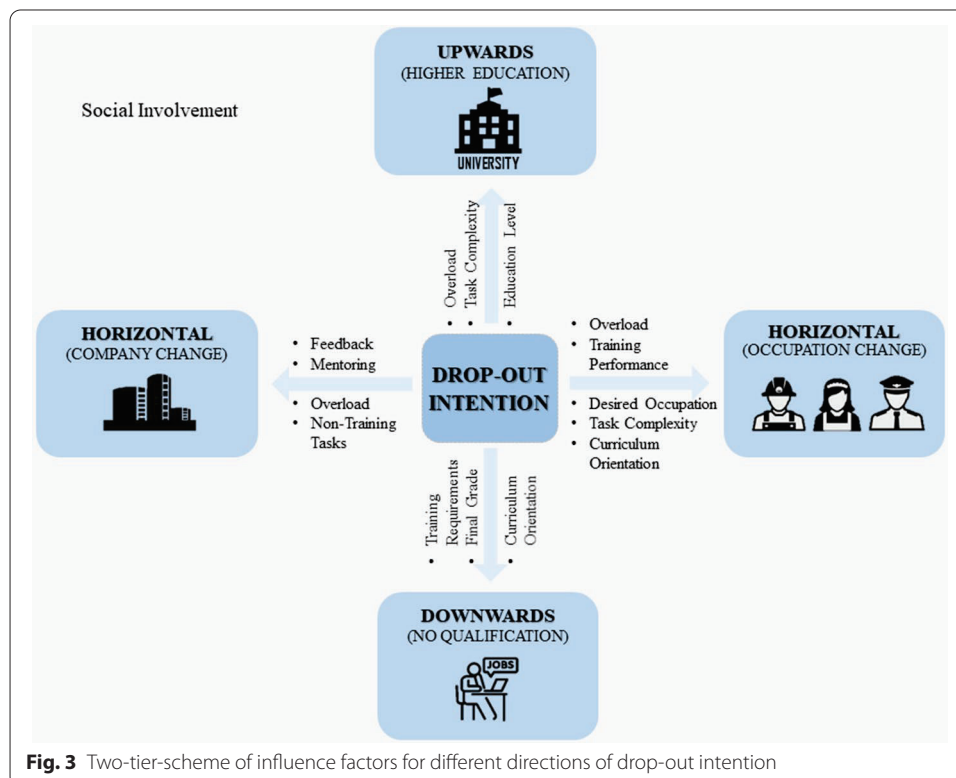 UPWARDS
(HIGHER EDUCATION)
UNIVERSITY
Social Involvement
• Overload
• Task Complexity
• Education Level
HORIZONTAL
(COMPANY CHANGE)
• Feedback
• Mentoring
• Overload
• Non-Training
Tasks
DROP-OUT
INTENTION
• Overload
• Training
Performance
• Desired Occupation
• Task Complexity
• Curriculum
Orientation
HORIZONTAL
(OCCUPATION CHANGE)
• Training
Requirements
• Final Grade
• Curriculum
Orientation
DOWNWARDS
(NO QUALIFICATION)
JOBS
Fig. 3 Two-tier-scheme of influence factors for different directions of drop-out intention